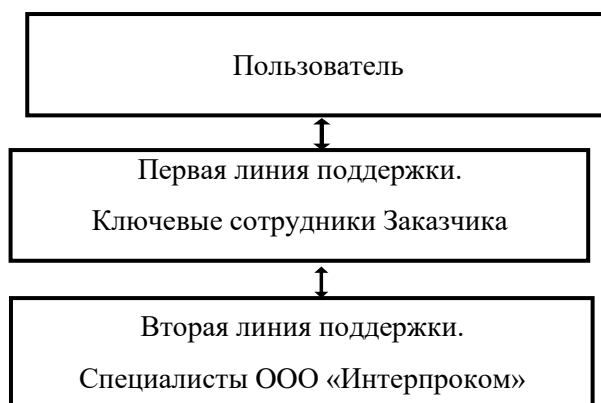 Пользователь
Первая линия поддержки.
Ключевые сотрудники Заказчика
Вторая линия поддержки.
Специалисты ООО «Интерпроком»